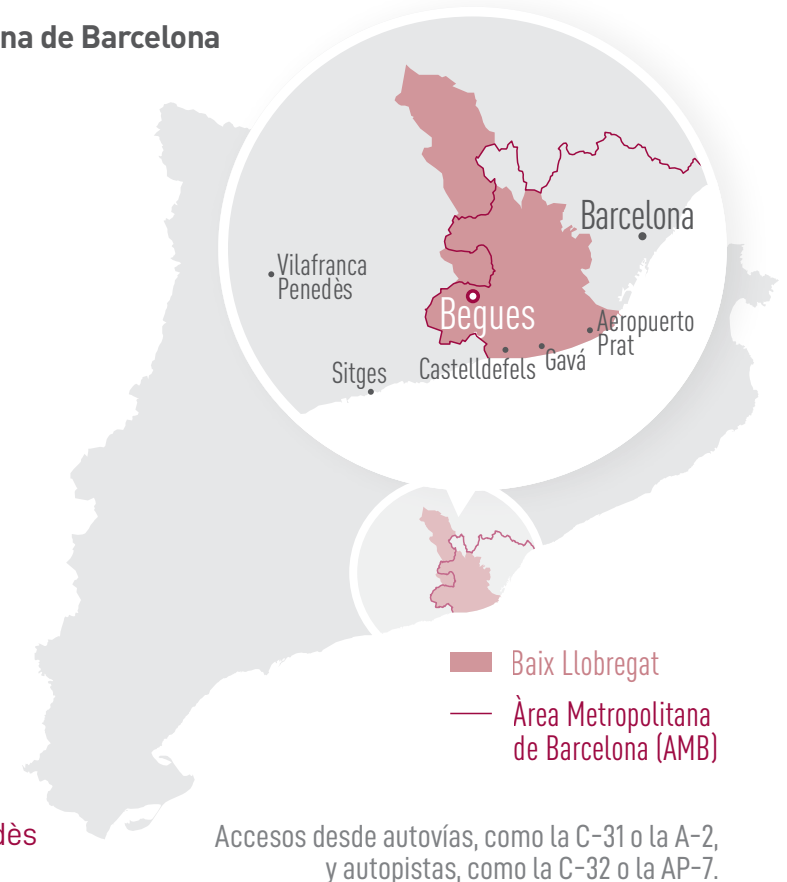 na de Barcelona
Barcelona
Vilafranca
Penedès
Begues
Aeropuerto
Prat
Gavá
Castelldefels
Sitges
Baix Llobregat
Àrea Metropolitana
de Barcelona (AMB)
dès
Accesos desde autovías, como la C-31 o la A-2,
y autopistas, como la C-32 o la AP-7.